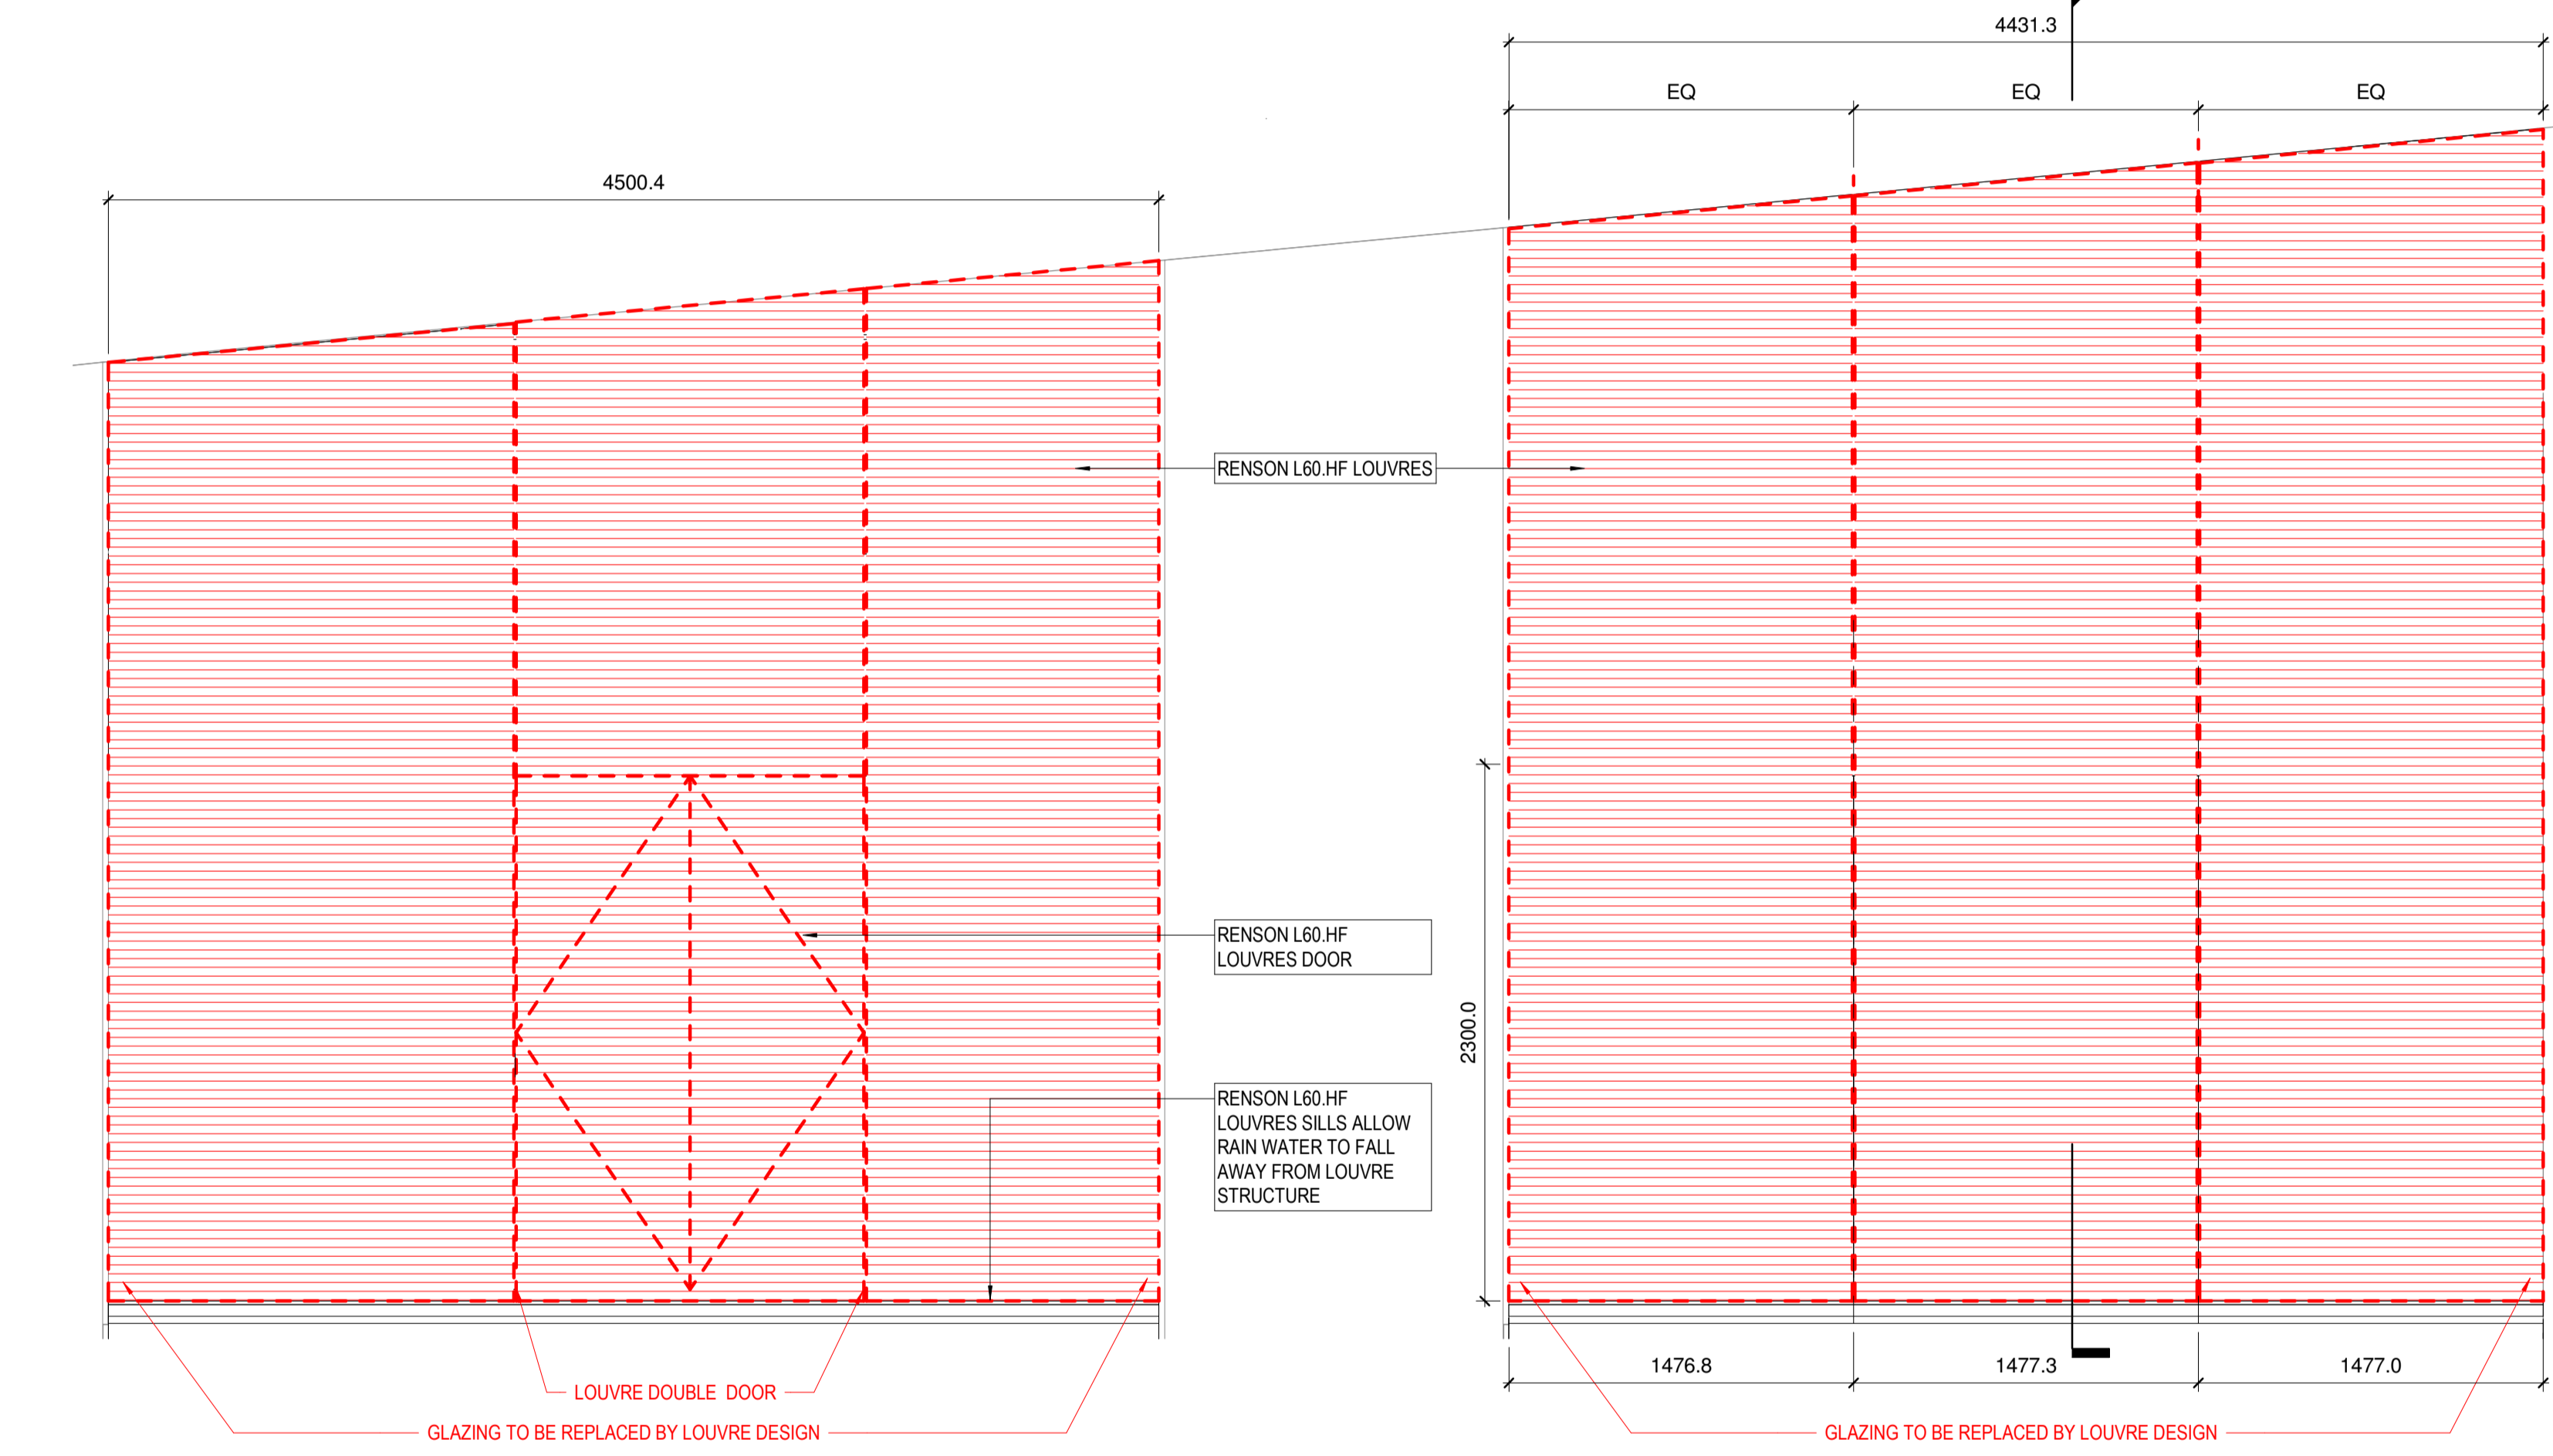 4431.3
EQ
EQ
EQ
4500.4
RENSON L60.HF LOUVRES
RENSON L60.HF
LOUVRES DOOR
2300.0
RENSON L60.HF
LOUVRES SILLS ALLOW
RAIN WATER TO FALL
AWAY FROM LOUVRE
STRUCTURE
1476.8
1477.3
1477.0
LOUVRE DOUBLE DOOR
GLAZING TO BE REPLACED BY LOUVRE DESIGN
GLAZING TO BE REPLACED BY LOUVRE DESIGN